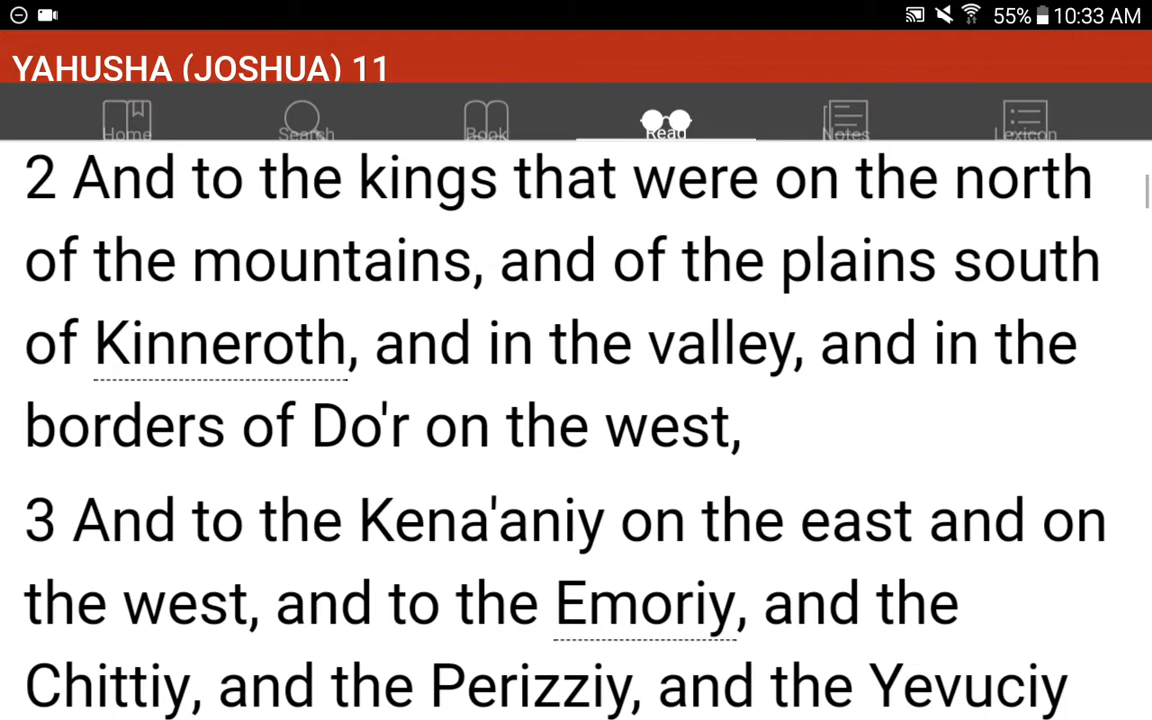 55% 10:33 AM
YAHUSHA (JOSHUA) 11
Home Search Book Read Notes Lexicon
2 And to the kings that were on the north
of the mountains, and of the plains south
of Kinneroth, and in the valley, and in the
borders of Do'r on the west,
3 And to the Kena'aniy on the east and on
the west, and to the Emoriy, and the
Chittiy, and the Perizziy, and the Yevuciy